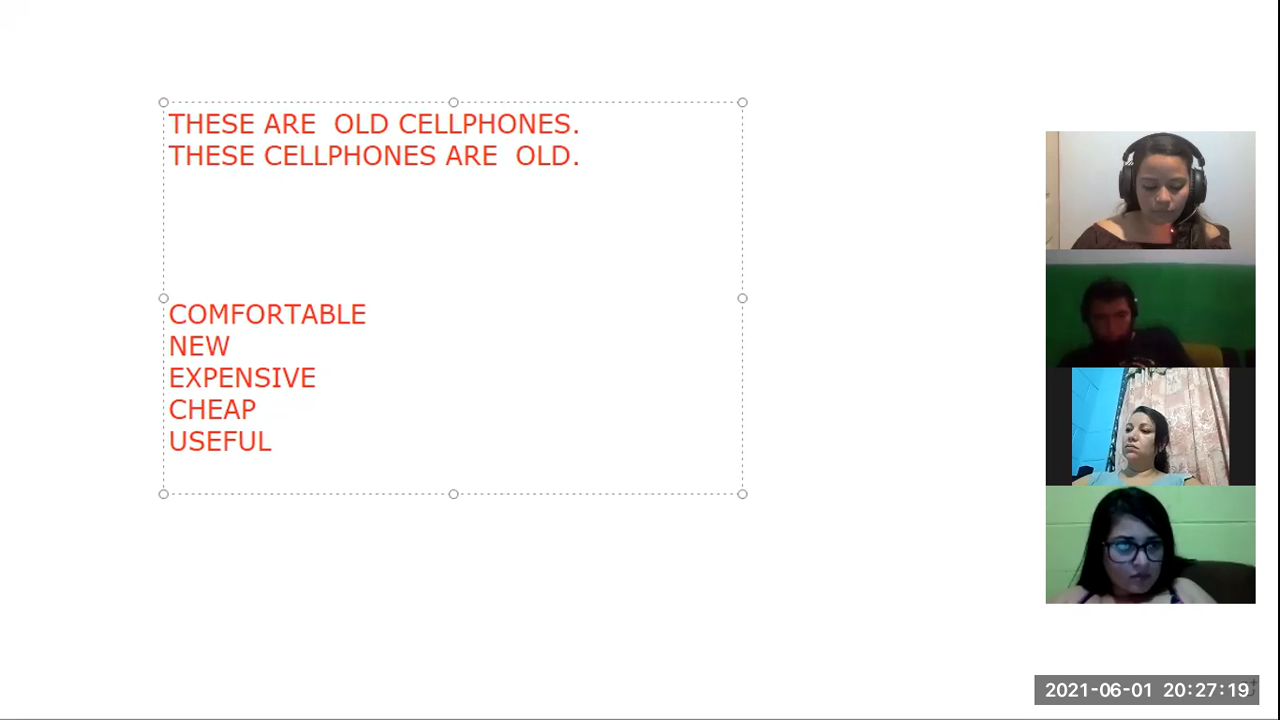 THESE ARE  OLD CELLPHONES.
THESE CELLPHONES ARE  OLD.
COMFORTABLE
NEW
EXPENSIVE
CHEAP
USEFUL
2021-06-01 20:27:19